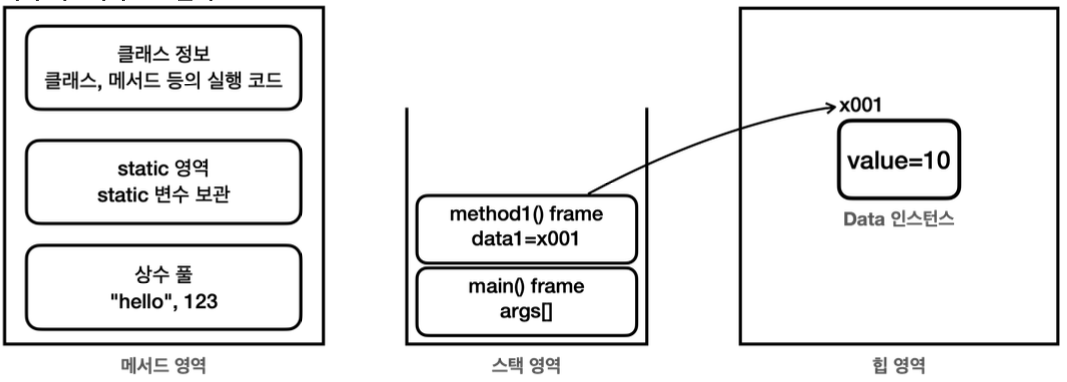 클래스 정보
클래스, 메서드 등의 실행 코드
static 영역
static 변수 보관
상수 풀
"hello", 123
메서드 영역
method1() frame
data1=x001
main() frame
args[]
스택 영역
x001
value=10
Data 인스턴스
힙 영역